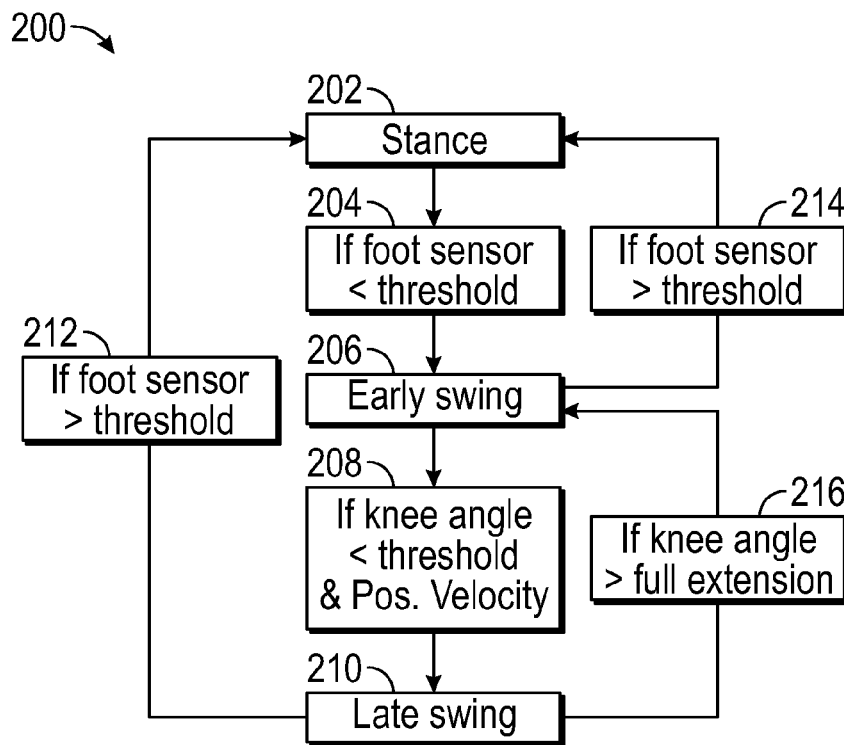 200
202
Stance
204
If foot sensor
< threshold
214
If foot sensor
> threshold
212
If foot sensor
> threshold
206
Early swing
208
If knee angle
< threshold
& Pos. Velocity
216
If knee angle
> full extension
210
Late swing